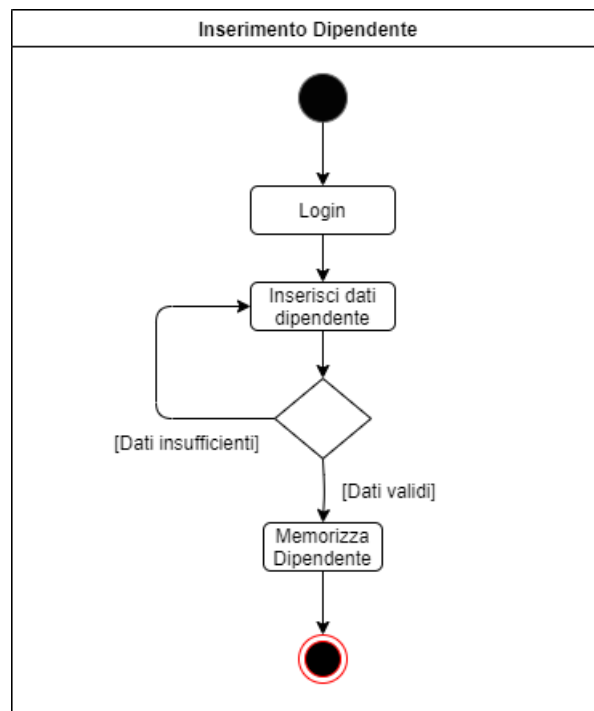 Inserimento Dipendente
Login
Inserisci dati
dipendente
[Dati insufficienti]
[Dati validi]
Memorizza
Dipendente